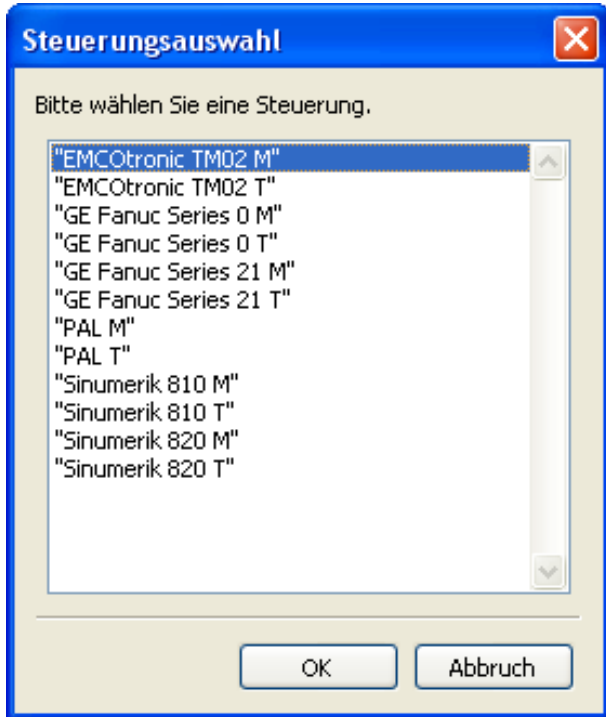 Steuerungsauswahl
Bitte wählen Sie eine Steuerung.
"EMCOtronic TM02 M"
"EMCOtronic TM02 T"
"GE Fanuc Series 0 M"
"GE Fanuc Series 0 T"
"GE Fanuc Series 21 M"
"GE Fanuc Series 21 T"
"PAL M"
"PAL T"
"Sinumerik 810 M"
"Sinumerik 810 T"
"Sinumerik 820 M"
"Sinumerik 820 T"
OK Abbruch